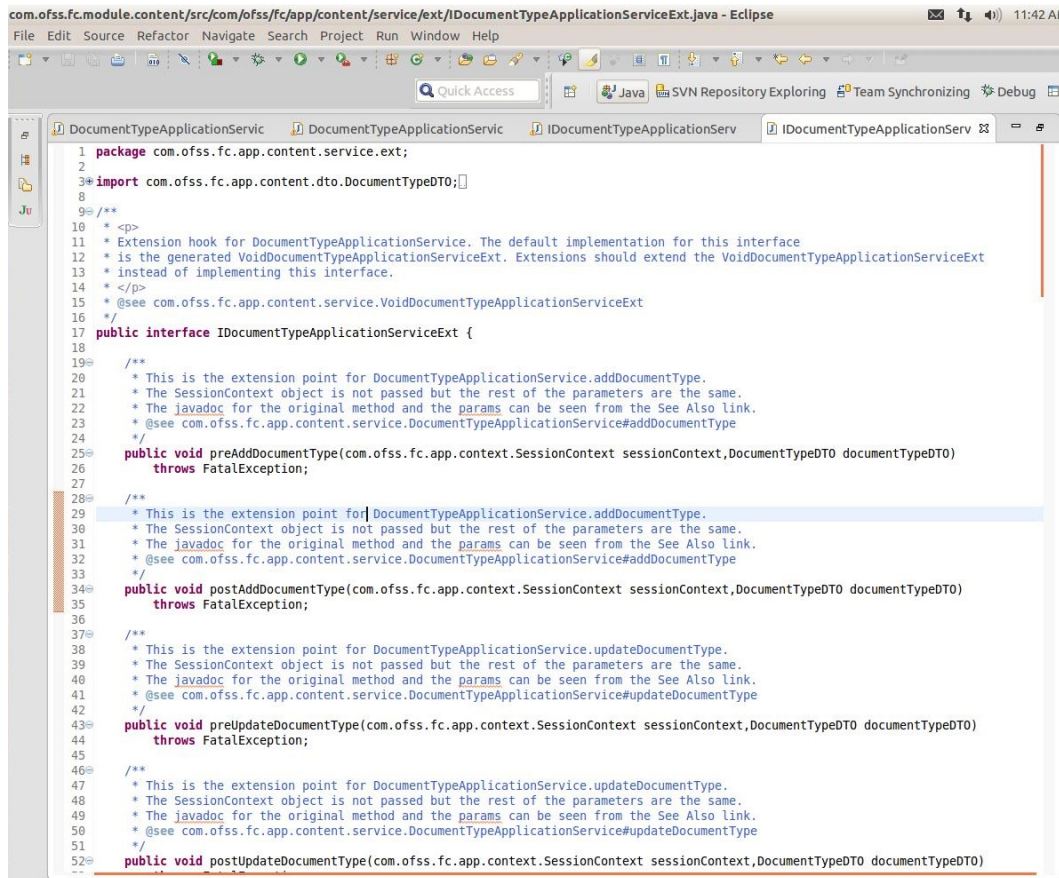 com.ofss.fc.module.content/src/com/ofss/fc/app/content/service/ext/IDocumentTypeApplicationServiceExt.java - Eclipse
11:42 AM
File Edit Source Refactor Navigate Search Project Run Window Help
Quick Access
Java SVN Repository Exploring Team Synchronizing Debug
DocumentTypeApplicationServic DocumentTypeApplicationServic IDocumentTypeApplicationServ IDocumentTypeApplicationServ
1 package com.ofss.fc.app.content.service.ext;
2
3 import com.ofss.fc.app.content.dto.DocumentTypeDTO;
8
9 /**
10 * <p>
11 * Extension hook for DocumentTypeApplicationService. The default implementation for this interface
12 * is the generated VoidDocumentTypeApplicationServiceExt. Extensions should extend the VoidDocumentTypeApplicationServiceExt
13 * instead of implementing this interface.
14 * </p>
15 * @see com.ofss.fc.app.content.service.VoidDocumentTypeApplicationServiceExt
16 */
17 public interface IDocumentTypeApplicationServiceExt {
18
19 /**
20 * This is the extension point for DocumentTypeApplicationService.addDocumentType.
21 * The SessionContext object is not passed but the rest of the parameters are the same.
22 * The javadoc for the original method and the params can be seen from the See Also link.
23 * @see com.ofss.fc.app.content.service.DocumentTypeApplicationService#addDocumentType
24 */
25 public void preAddDocumentType(com.ofss.fc.app.context.SessionContext sessionContext,DocumentTypeDTO documentTypeDTO)
26 throws FatalException;
27
28 /**
29 * This is the extension point for DocumentTypeApplicationService.addDocumentType.
30 * The SessionContext object is not passed but the rest of the parameters are the same.
31 * The javadoc for the original method and the params can be seen from the See Also link.
32 * @see com.ofss.fc.app.content.service.DocumentTypeApplicationService#addDocumentType
33 */
34 public void postAddDocumentType(com.ofss.fc.app.context.SessionContext sessionContext,DocumentTypeDTO documentTypeDTO)
35 throws FatalException;
36
37 /**
38 * This is the extension point for DocumentTypeApplicationService.updateDocumentType.
39 * The SessionContext object is not passed but the rest of the parameters are the same.
40 * The javadoc for the original method and the params can be seen from the See Also link.
41 * @see com.ofss.fc.app.content.service.DocumentTypeApplicationService#updateDocumentType
42 */
43 public void preUpdateDocumentType(com.ofss.fc.app.context.SessionContext sessionContext,DocumentTypeDTO documentTypeDTO)
44 throws FatalException;
45
46 /**
47 * This is the extension point for DocumentTypeApplicationService.updateDocumentType.
48 * The SessionContext object is not passed but the rest of the parameters are the same.
49 * The javadoc for the original method and the params can be seen from the See Also link.
50 * @see com.ofss.fc.app.content.service.DocumentTypeApplicationService#updateDocumentType
51 */
52 public void postUpdateDocumentType(com.ofss.fc.app.context.SessionContext sessionContext,DocumentTypeDTO documentTypeDTO)